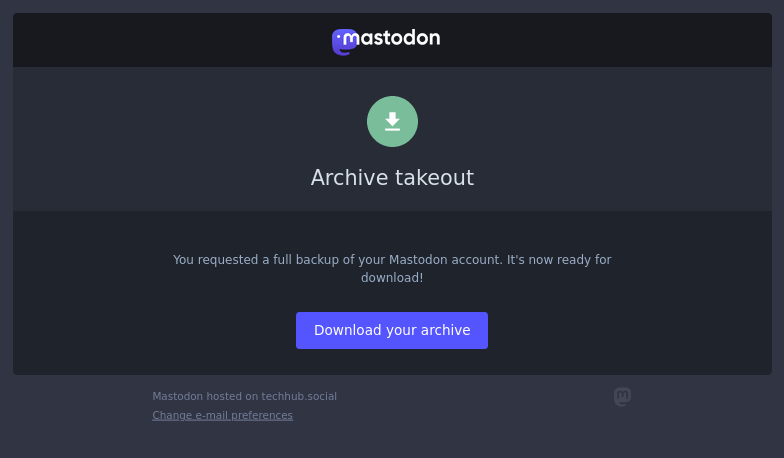 mastodon
Archive takeout
You requested a full backup of your Mastodon account. It's now ready for
download!
Download your archive
Mastodon hosted on techhub.social
Change e-mail preferences